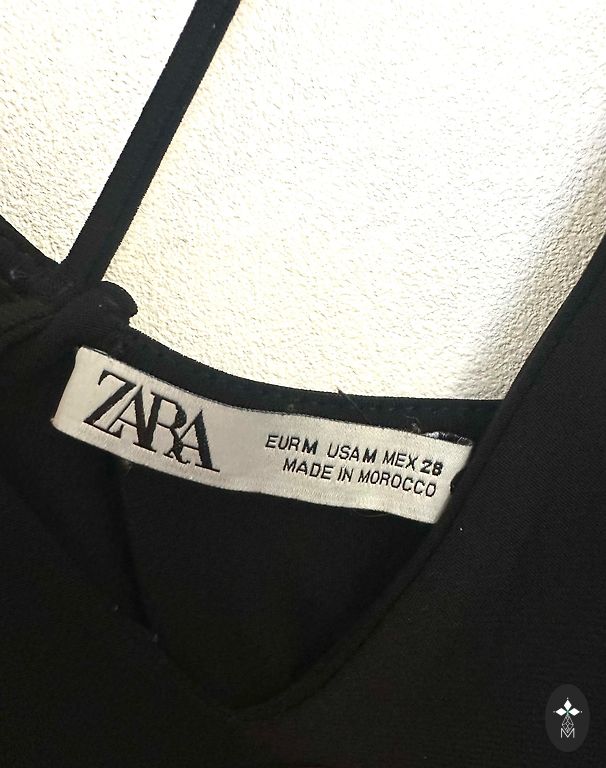 ZARA
EUR M USA M MEX 28
MADE IN MOROCCO
M